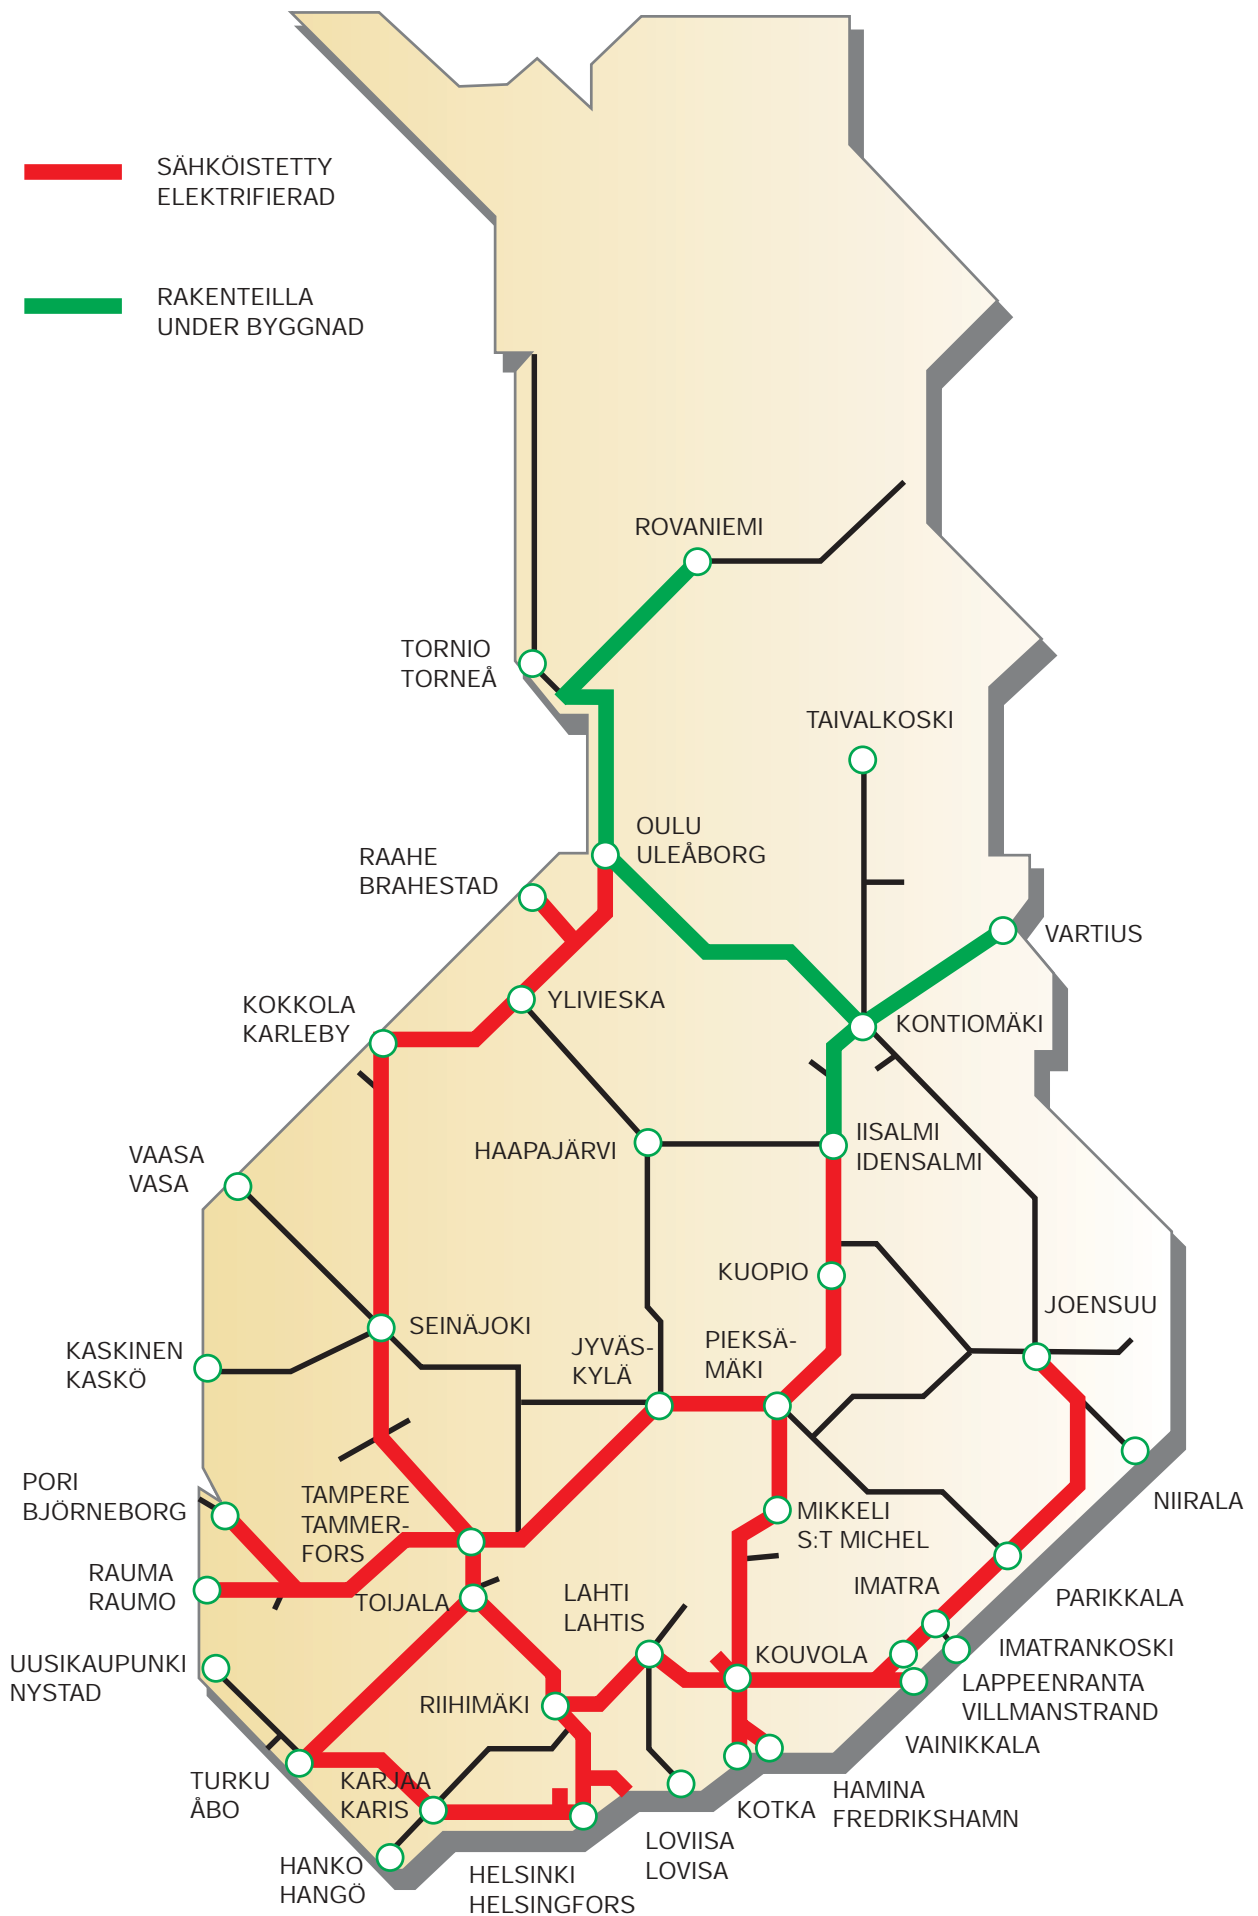 SÄHKÖISTETTY
ELEKTRIFIERAD
RAKENTEILLA
UNDER BYGGNAD
ROVANIEMI
TORNIO
TORNEÅ
TAIVALKOSKI
OULU
ULEÅBORG
RAAHE
BRAHESTAD
VARTIUS
YLIVIESKA
KOKKOLA
KARLEBY
KONTIOMÄKI
HAAPAJÄRVI
IISALMI
IDENSALMI
VAASA
VASA
KUOPIO
JOENSUU
SEINÄJOKI
JYVÄS-
KYLÄ
PIEKSÄ-
MÄKI
KASKINEN
KASKÖ
PORI
BJÖRNEBORG
TAMPERE
TAMMER-
FORS
MIKKELI
S:T MICHEL
NIIRALA
RAUMA
RAUMO
TOIJALA
LAHTI
LAHTIS
IMATRA
PARIKKALA
UUSIKAUPUNKI
NYSTAD
KOUVOLA
IMATRANKOSKI
LAPPEENRANTA
VILLMANSTRAND
RIIHIMÄKI
VAINIKKALA
TURKU
ÅBO
KARJAA
KARIS
KOTKA
HAMINA
FREDRIKSHAMN
LOVIISA
LOVISA
HANKO
HANGÖ
HELSINKI
HELSINGFORS